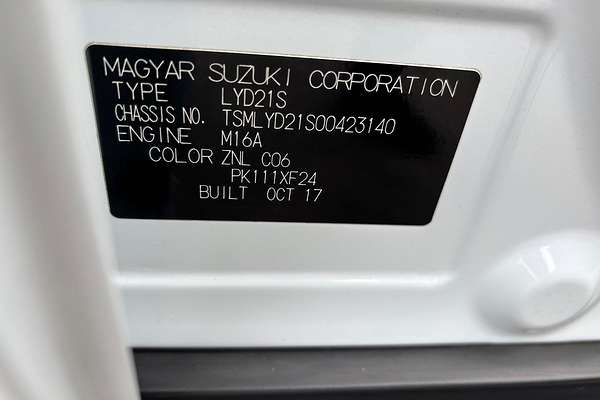 MAGYAR SUZUKI CORPORATION
TYPE LYD21S
CHASSIS NO. TSMLYD21S00423140
ENGINE M16A
COLOR ZNL C06
PK111XF24
BUILT OCT 17